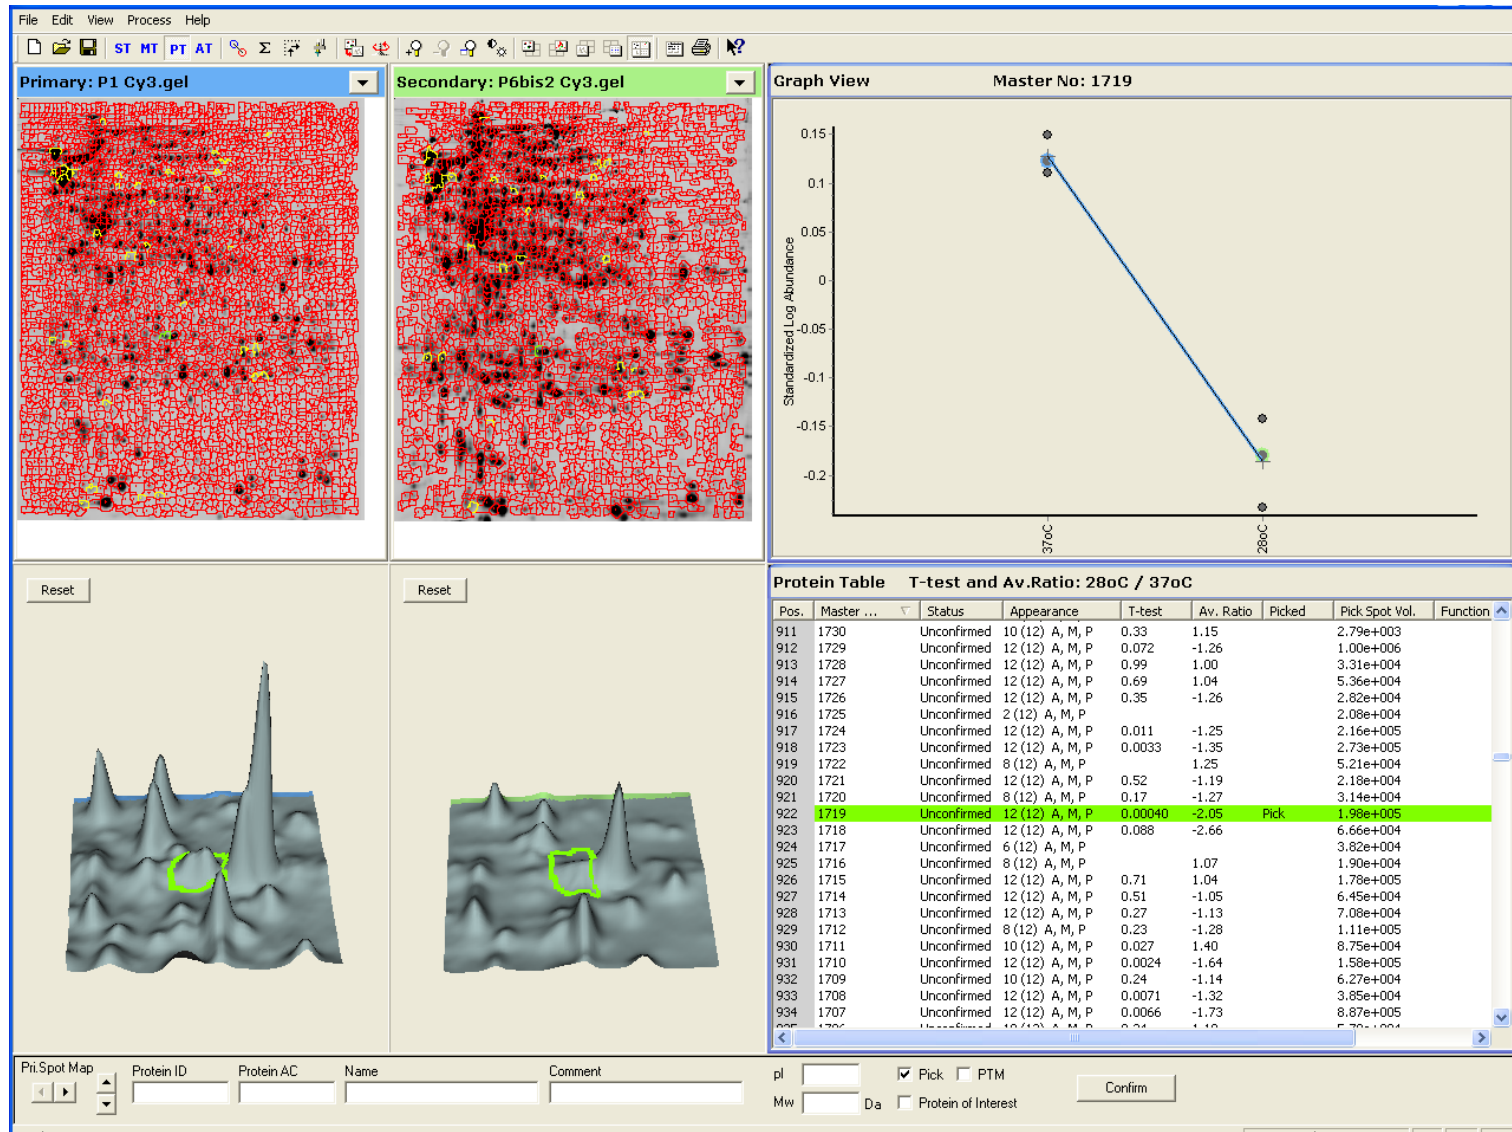 File Edit View Process Help
ST MT PT AT Σ
Primary: P1 Cy3.gel
Secondary: P6bis2 Cy3.gel
Graph View Master No: 1719
0.15
0.1
0.05
0
-0.05
-0.1
-0.15
-0.2
Standardized Log Abundance
37oC
28oC
Reset
Reset
Protein Table T-test and Av.Ratio: 28oC / 37oC
Pos. Master ... Status Appearance T-test Av. Ratio Picked Pick Spot Vol. Function
911 1730 Unconfirmed 10 (12) A, M, P 0.33 1.15 2.79e+003
912 1729 Unconfirmed 12 (12) A, M, P 0.072 -1.26 1.00e+006
913 1728 Unconfirmed 12 (12) A, M, P 0.99 1.00 3.31e+004
914 1727 Unconfirmed 12 (12) A, M, P 0.69 1.04 5.36e+004
915 1726 Unconfirmed 12 (12) A, M, P 0.35 -1.26 2.82e+004
916 1725 Unconfirmed 2 (12) A, M, P 2.08e+004
917 1724 Unconfirmed 12 (12) A, M, P 0.011 -1.25 2.16e+005
918 1723 Unconfirmed 12 (12) A, M, P 0.0033 -1.35 2.73e+005
919 1722 Unconfirmed 8 (12) A, M, P 1.25 5.21e+004
920 1721 Unconfirmed 12 (12) A, M, P 0.52 -1.19 2.18e+004
921 1720 Unconfirmed 8 (12) A, M, P 0.17 -1.27 3.14e+004
922 1719 Unconfirmed 12 (12) A, M, P 0.00040 -2.05 Pick 1.98e+005
923 1718 Unconfirmed 12 (12) A, M, P 0.088 -2.66 6.66e+004
924 1717 Unconfirmed 6 (12) A, M, P 3.82e+004
925 1716 Unconfirmed 8 (12) A, M, P 1.07 1.90e+004
926 1715 Unconfirmed 12 (12) A, M, P 0.71 1.04 1.78e+005
927 1714 Unconfirmed 12 (12) A, M, P 0.51 -1.05 6.45e+004
928 1713 Unconfirmed 12 (12) A, M, P 0.27 -1.13 7.08e+004
929 1712 Unconfirmed 8 (12) A, M, P 0.23 -1.28 1.11e+005
930 1711 Unconfirmed 10 (12) A, M, P 0.027 1.40 8.75e+004
931 1710 Unconfirmed 12 (12) A, M, P 0.0024 -1.64 1.58e+005
932 1709 Unconfirmed 10 (12) A, M, P 0.24 -1.14 6.27e+004
933 1708 Unconfirmed 12 (12) A, M, P 0.0071 -1.32 3.85e+004
934 1707 Unconfirmed 12 (12) A, M, P 0.0066 -1.73 8.87e+005
Pri.Spot Map Protein ID Protein AC Name Comment pI Pick PTM Confirm
Mw Da Protein of Interest